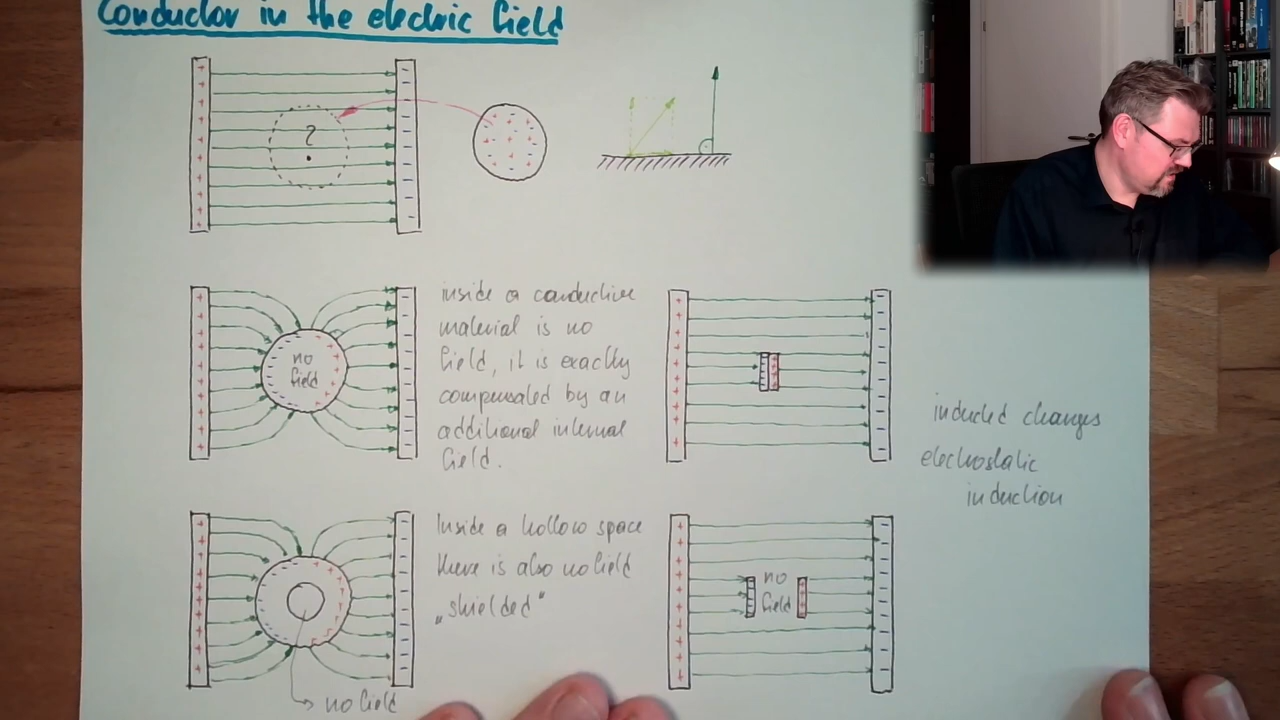 Conductor in the electric field
?
inside a conductive
material is no
field, it is exactly
compensated by an
additional internal
field.
no
field
induced charges
electrostatic
induction
Inside a hollow space
there is also no field
"shielded"
no
field
no field